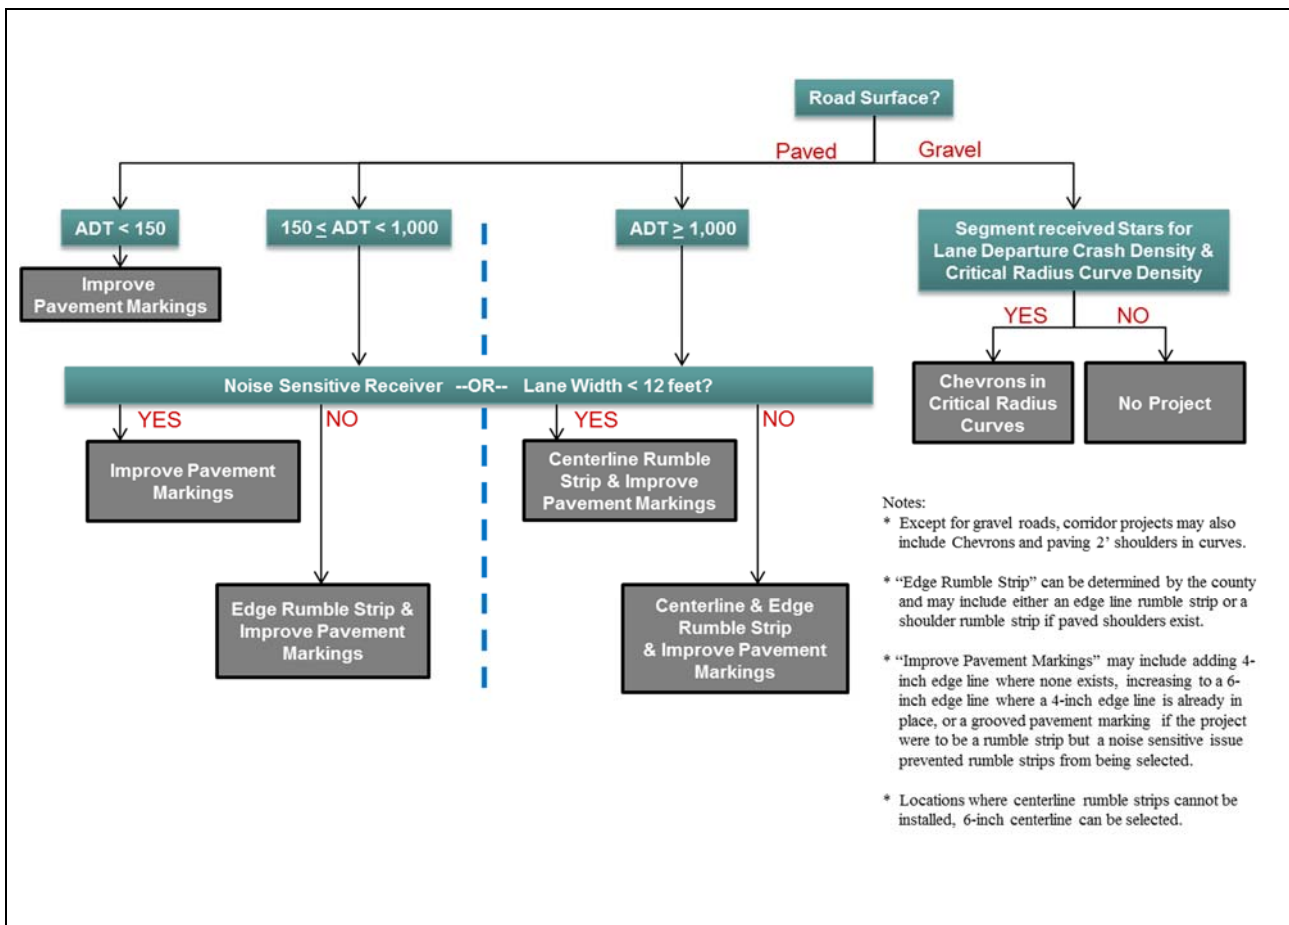 Road Surface?
Paved
Gravel
ADT < 150
150 ≤ ADT < 1,000
ADT ≥ 1,000
Segment received Stars for
Lane Departure Crash Density &
Critical Radius Curve Density
Improve
Pavement Markings
YES
NO
Chevrons in
Critical Radius
Curves
No Project
Noise Sensitive Receiver --OR-- Lane Width < 12 feet?
YES
NO
YES
NO
Improve Pavement
Markings
Centerline Rumble
Strip & Improve
Pavement Markings
Edge Rumble Strip &
Improve Pavement
Markings
Centerline & Edge
Rumble Strip
& Improve Pavement
Markings
Notes:
* Except for gravel roads, corridor projects may also
include Chevrons and paving 2’ shoulders in curves.
* “Edge Rumble Strip” can be determined by the county
and may include either an edge line rumble strip or a
shoulder rumble strip if paved shoulders exist.
* “Improve Pavement Markings” may include adding 4-
inch edge line where none exists, increasing to a 6-
inch edge line where a 4-inch edge line is already in
place, or a grooved pavement marking if the project
were to be a rumble strip but a noise sensitive issue
prevented rumble strips from being selected.
* Locations where centerline rumble strips cannot be
installed, 6-inch centerline can be selected.